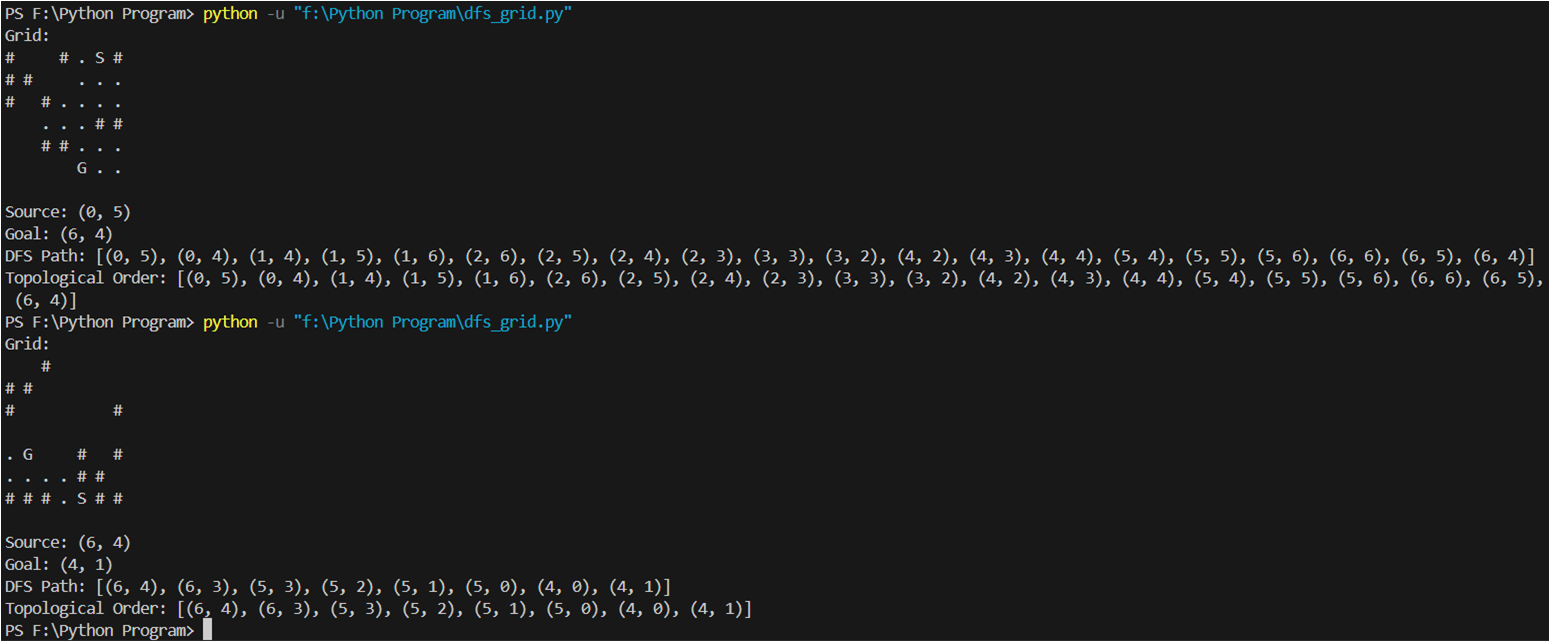 PS F:\Python Program> python -u "f:\Python Program\dfs_grid.py"
Grid:
#     # . S #
# #     . . .
#   # . . . .
    . . . # #
    # # . . .
        G . .
Source: (0, 5)
Goal: (6, 4)
DFS Path: [(0, 5), (0, 4), (1, 4), (1, 5), (1, 6), (2, 6), (2, 5), (2, 4), (2, 3), (3, 3), (3, 2), (4, 2), (4, 3), (4, 4), (5, 4), (5, 5), (5, 6), (6, 6), (6, 5), (6, 4)]
Topological Order: [(0, 5), (0, 4), (1, 4), (1, 5), (1, 6), (2, 6), (2, 5), (2, 4), (2, 3), (3, 3), (3, 2), (4, 2), (4, 3), (4, 4), (5, 4), (5, 5), (5, 6), (6, 6), (6, 5),
 (6, 4)]
PS F:\Python Program> python -u "f:\Python Program\dfs_grid.py"
Grid:
    #
# #
#           #
. G     #   #
. . . . # #
# # # . S # #
Source: (6, 4)
Goal: (4, 1)
DFS Path: [(6, 4), (6, 3), (5, 3), (5, 2), (5, 1), (5, 0), (4, 0), (4, 1)]
Topological Order: [(6, 4), (6, 3), (5, 3), (5, 2), (5, 1), (5, 0), (4, 0), (4, 1)]
PS F:\Python Program>